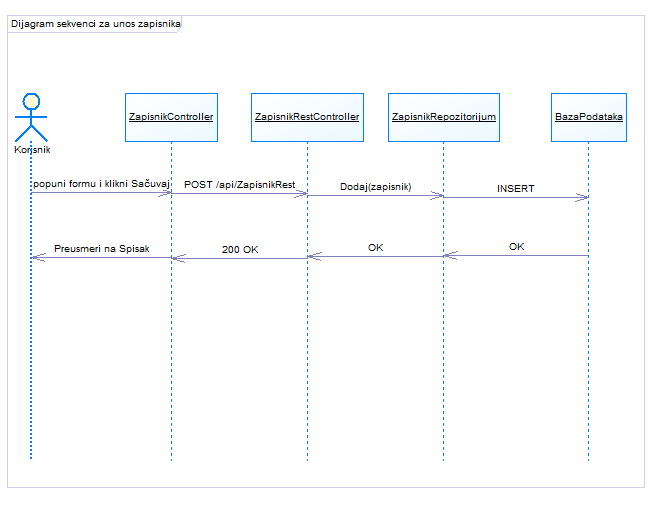 Dijagram sekvenci za unos zapisnika
Korisnik
ZapisnikController
ZapisnikRestController
ZapisnikRepozitorijum
BazaPodataka
popuni formu i klikni Sačuvaj
POST /api/ZapisnikRest
Dodaj(zapisnik)
INSERT
Preusmeri na Spisak
200 OK
OK
OK